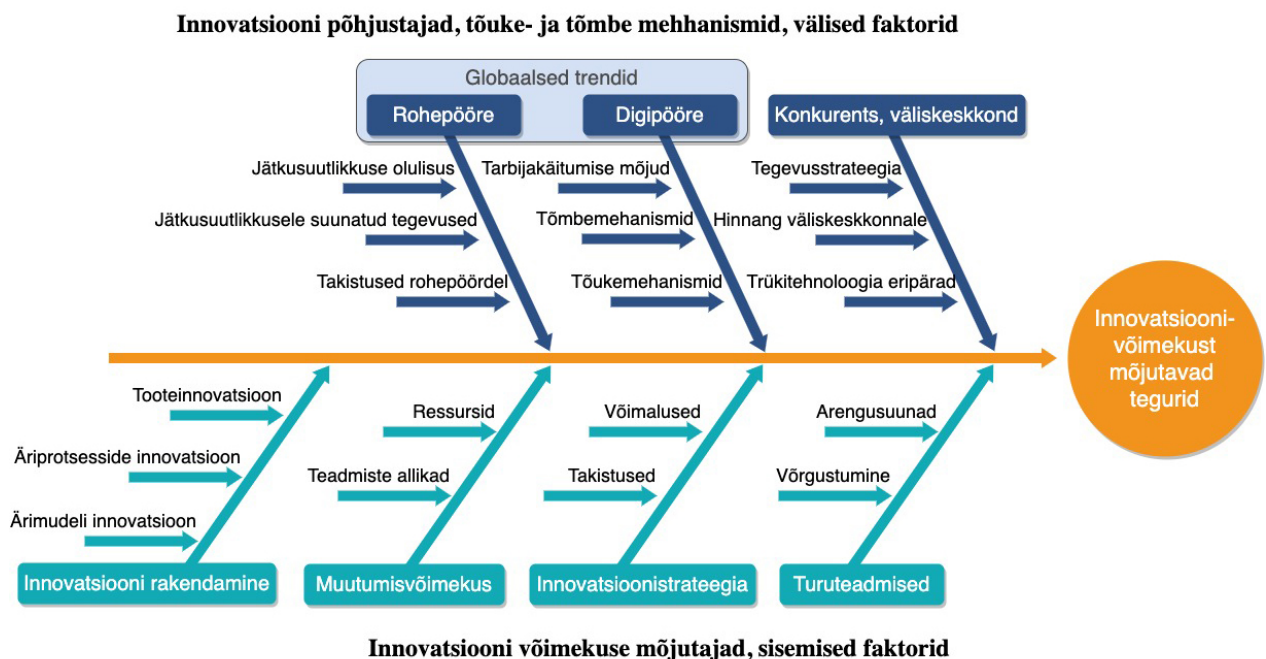 Innovatsiooni põhjustajad, tõuke- ja tõmbe mehhanismid, välised faktorid
Globaalsed trendid
Rohepööre
Digipööre
Konkurents, väliskeskkond
Jätkusuutlikkuse olulisus
Jätkusuutlikkusele suunatud tegevused
Takistused rohepöördel
Tarbijakäitumise mõjud
Tõmbemehanismid
Tõukemehanismid
Tegevusstrateegia
Hinnang väliskeskkonnale
Trükitehnoloogia eripärad
Innovatsiooni-
võimekust
mõjutavad
tegurid
Tooteinnovatsioon
Äriprotsesside innovatsioon
Ärimudeli innovatsioon
Innovatsiooni rakendamine
Ressursid
Teadmiste allikad
Muutumisvõimekus
Võimalused
Takistused
Innovatsioonistrateegia
Arengusuunad
Võrgustumine
Turuteadmised
Innovatsiooni võimekuse mõjutajad, sisemised faktorid